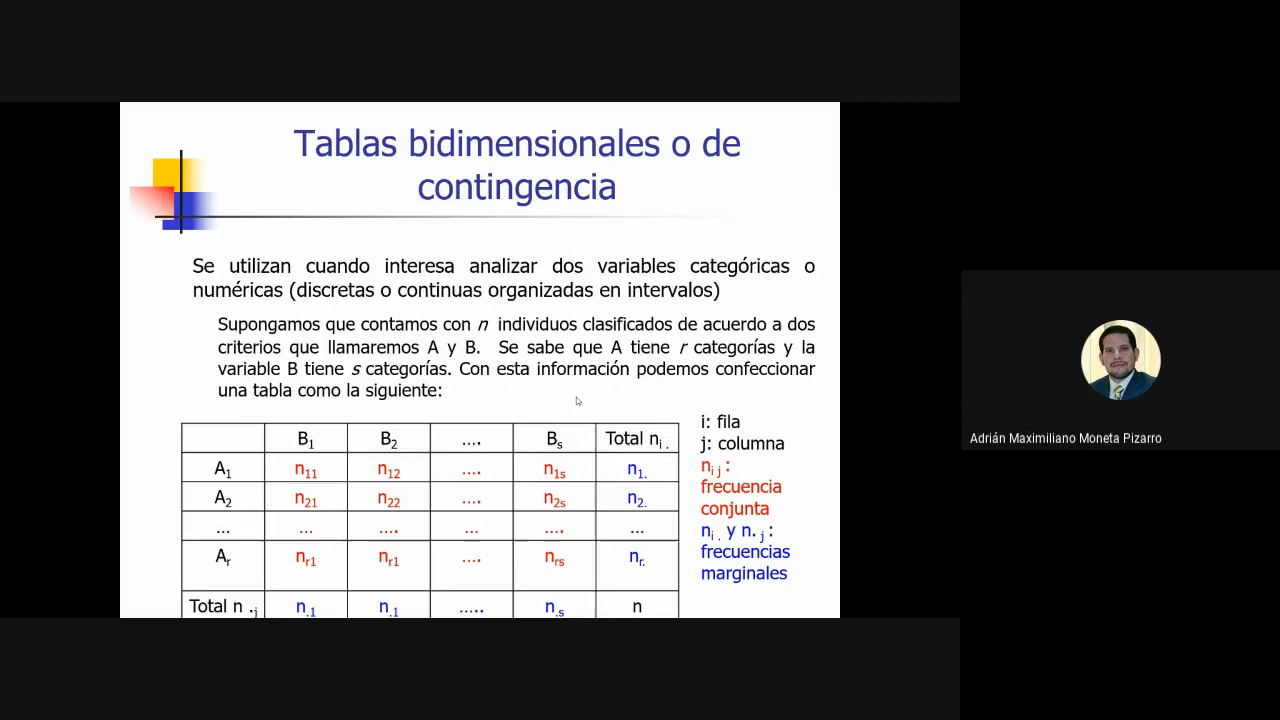 Tablas bidimensionales o de
contingencia
Se utilizan cuando interesa analizar dos variables categóricas o
numéricas (discretas o continuas organizadas en intervalos)
Supongamos que contamos con n individuos clasificados de acuerdo a dos
criterios que llamaremos A y B. Se sabe que A tiene r categorías y la
variable B tiene s categorías. Con esta información podemos confeccionar
una tabla como la siguiente:
B1 B2 .... Bs Total ni .
A1 n11 n12 .... n1s n1.
A2 n21 n22 .... n2s n2.
... ... .... ... .... ...
Ar nr1 nr1 .... nrs nr.
Total n .j n.1 n.1 ..... n.s n
i: fila
j: columna
ni j :
frecuencia
conjunta
ni . y n. j :
frecuencias
marginales
Adrián Maximiliano Moneta Pizarro